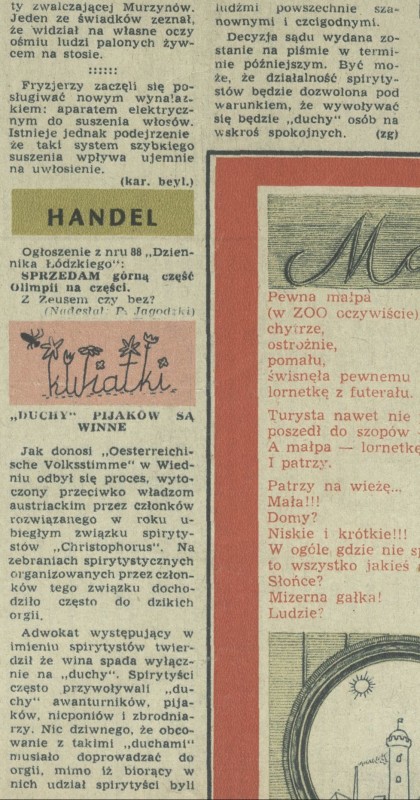 ty zwalczającej Murzynów.
Jeden ze świadków zeznał,
że widział na własne oczy
ośmiu ludzi palonych żyw-
cem na stosie.
::::::
Fryzjerzy zaczęli się po-
sługiwać nowym wynalaz-
kiem: aparatem elektrycz-
nym do suszenia włosów.
Istnieje jednak podejrzenie
że taki system szybkiego
suszenia wpływa ujemnie
na uwłosienie.
(kar. beyl.)
HANDEL
Ogłoszenie z nru 88 „Dzien-
nika Łódzkiego":
SPRZEDAM górną część
Olimpii na części.
Z Zeusem czy bez?
(Nadesłał: P. Jagodzki)
kwiatki
„DUCHY" PIJAKÓW SĄ
WINNE
Jak donosi „Oesterreichi-
sche Volksstimme" w Wied-
niu odbył się proces, wyto-
czony przeciwko władzom
austriackim przez członków
rozwiązanego w roku u-
biegłym związku spiryty-
stów „Christophorus". Na
zebraniach spirytystycznych
organizowanych przez człon-
ków tego związku docho-
dziło często do dzikich
orgii.
Adwokat występujący w
imieniu spirytystów twier-
dził że wina spada wyłącz-
nie na „duchy". Spirytyści
często przywoływali „du-
chy" awanturników, pija-
ków, nicponiów i zbrodnia-
rzy. Nic dziwnego, że obco-
wanie z takimi „duchami"
musiało doprowadzać do
orgii, mimo iż biorący w
nich udział spirytyści byli
ludźmi powszechnie sza-
nownymi i czcigodnymi.
Decyzja sądu wydana zo-
stanie na piśmie w termi-
nie późniejszym. Być mo-
że, że działalność spiryty-
stów będzie dozwolona pod
warunkiem, że wywoływać
się będzie „duchy" osób na
wskroś spokojnych. (zg)
Ma
Pewna małpa
(w ZOO oczywiście)
chytrze,
ostrożnie,
pomału,
świsnęła pewnemu
lornetkę z futerału.
Turysta nawet nie
poszedł do szopów
A małpa — lornetkę
I patrzy.
Patrzy na wieżę...
Mała!!!
Domy?
Niskie i krótkie!!!
W ogóle gdzie nie sp
to wszystko jakieś
Słońce?
Mizerna gałka!
Ludzie?